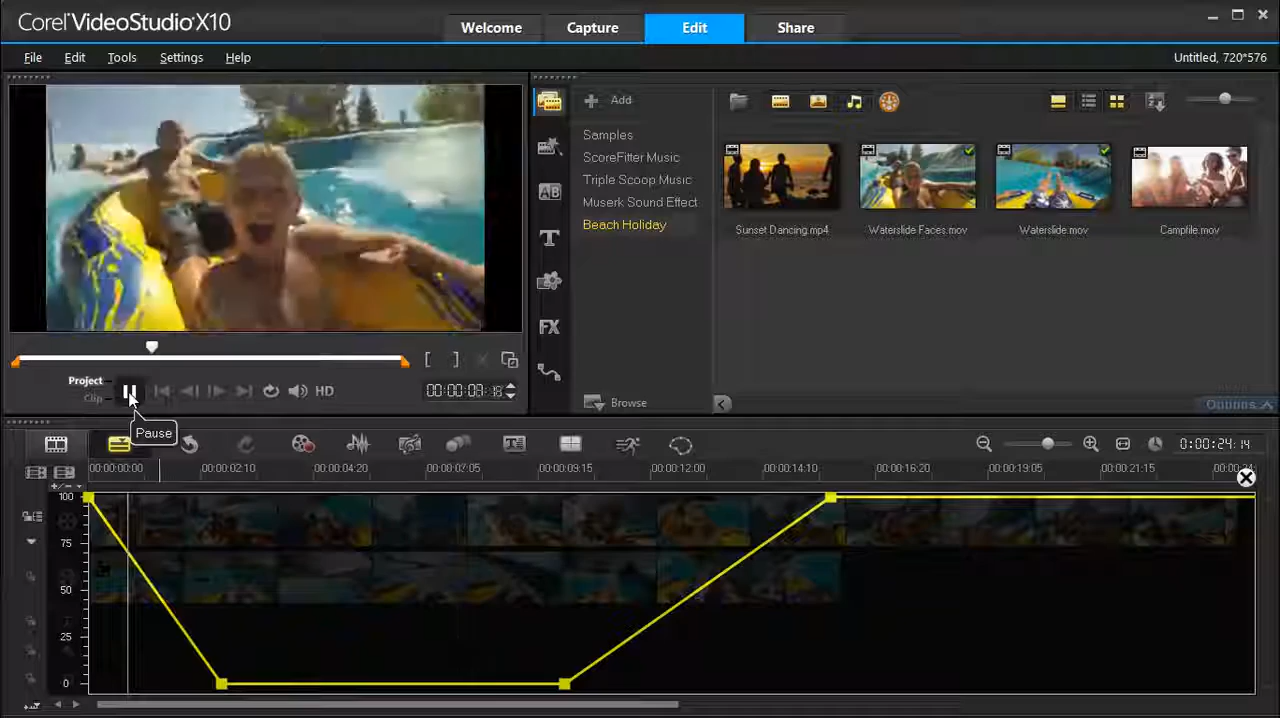 Corel VideoStudio X10
Welcome Capture Edit Share
File Edit Tools Settings Help
Untitled, 720*576
Add
Samples
ScoreFitter Music
Triple Scoop Music
Muserk Sound Effect
Beach Holiday
Sunset Dancing.mp4 Waterslide Faces.mov Waterslide.mov Campfile.mov
Browse
Options
Project
Clip
HD
Pause
AB
T
FX
0:00:24:14
00:00:00:00 00:00:02:10 00:00:04:20 00:00:07:05 00:00:09:15 00:00:12:00 00:00:14:10 00:00:16:20 00:00:19:05 00:00:21:15
100
75
50
25
0